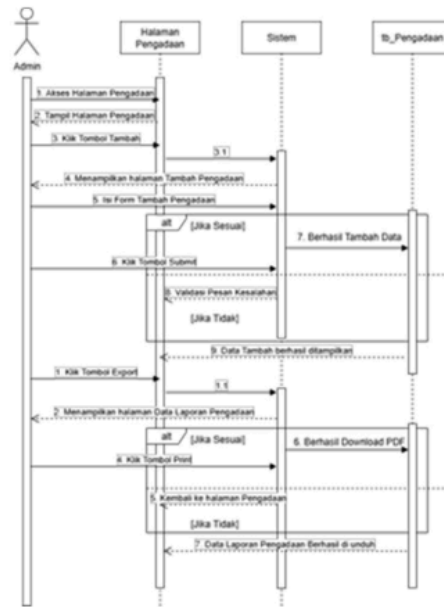 Admin
Halaman
Pengadaan
Sistem
tb_Pengadaan
1. Akses Halaman Pengadaan
2. Tampil Halaman Pengadaan
3. Klik Tombol Tambah
3.1
4. Menampilkan halaman Tambah Pengadaan
5. Isi Form Tambah Pengadaan
alt
[Jika Sesuai]
7. Berhasil Tambah Data
6. Klik Tombol Submit
8. Validasi Pesan Kesalahan
[Jika Tidak]
9. Data Tambah berhasil ditampilkan
1. Klik Tombol Export
1.1
2. Menampilkan halaman Data Laporan Pengadaan
alt
[Jika Sesuai]
6. Berhasil Download PDF
4. Klik Tombol Print
5. Kembali ke halaman Pengadaan
[Jika Tidak]
7. Data Laporan Pengadaan Berhasil di unduh